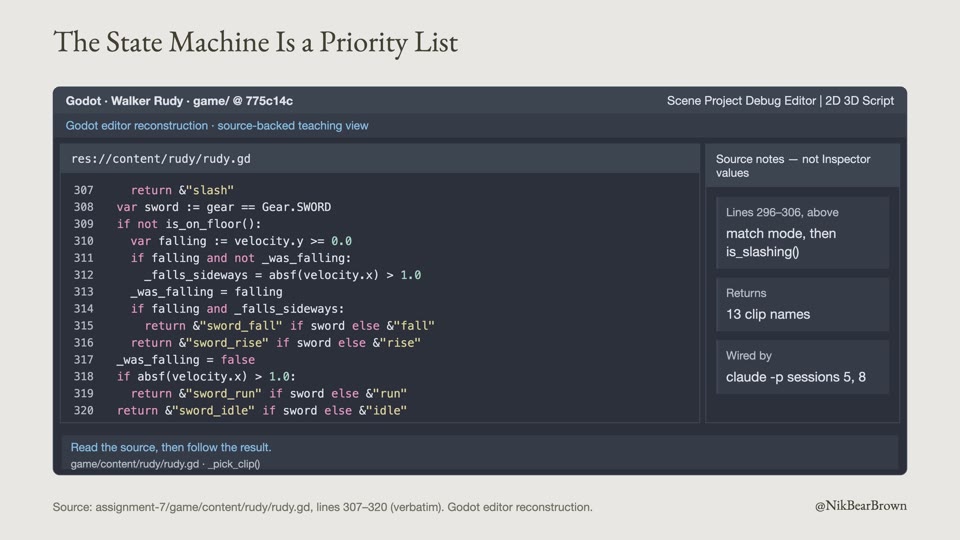 The State Machine Is a Priority List
Godot · Walker Rudy · game/ @ 775c14c
Scene Project Debug Editor | 2D 3D Script
Godot editor reconstruction · source-backed teaching view
res://content/rudy/rudy.gd
307 return &"slash"
308 var sword := gear == Gear.SWORD
309 if not is_on_floor():
310 var falling := velocity.y >= 0.0
311 if falling and not _was_falling:
312 _falls_sideways = absf(velocity.x) > 1.0
313 _was_falling = falling
314 if falling and _falls_sideways:
315 return &"sword_fall" if sword else &"fall"
316 return &"sword_rise" if sword else &"rise"
317 _was_falling = false
318 if absf(velocity.x) > 1.0:
319 return &"sword_run" if sword else &"run"
320 return &"sword_idle" if sword else &"idle"
Source notes — not Inspector
values
Lines 296–306, above
match mode, then
is_slashing()
Returns
13 clip names
Wired by
claude -p sessions 5, 8
Read the source, then follow the result.
game/content/rudy/rudy.gd · _pick_clip()
Source: assignment-7/game/content/rudy/rudy.gd, lines 307–320 (verbatim). Godot editor reconstruction.
@NikBearBrown